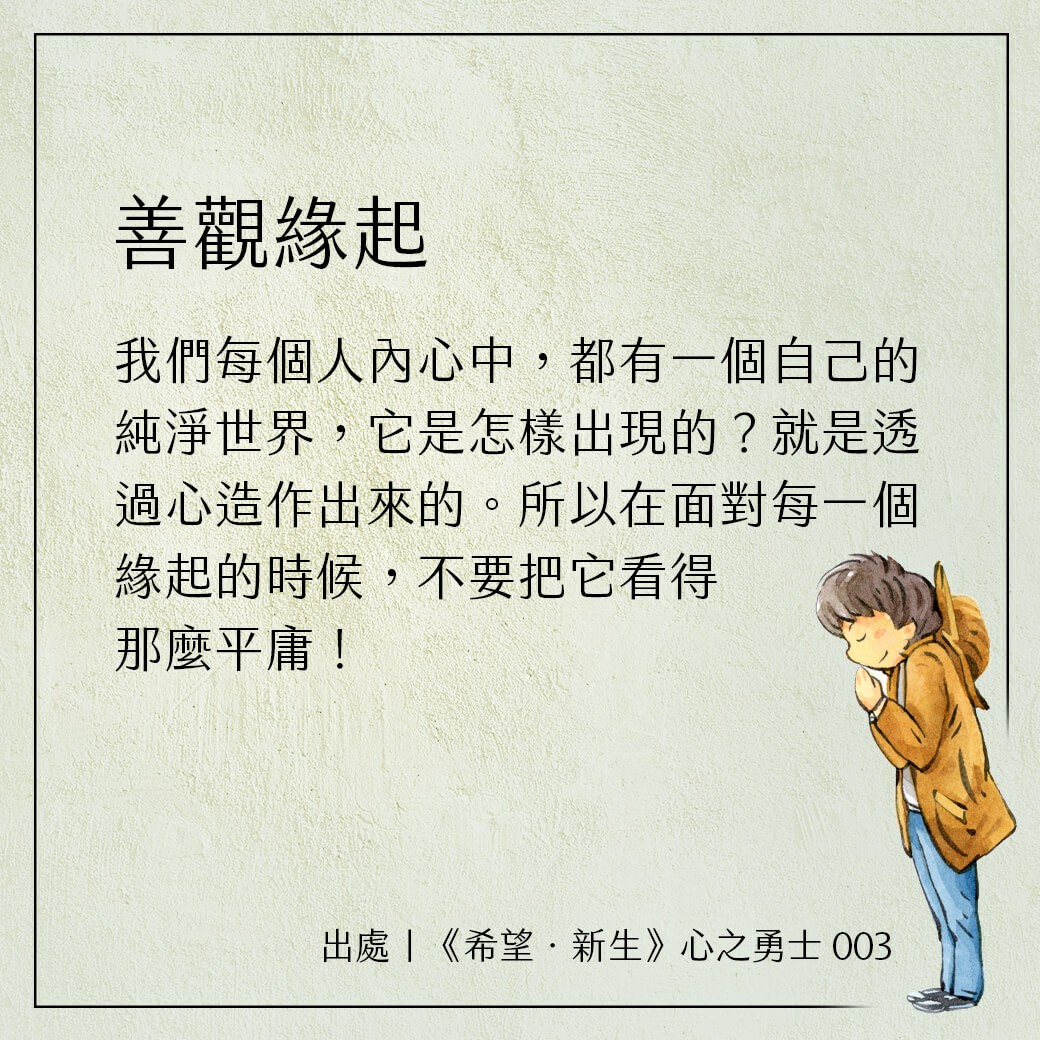 善觀緣起
我們每個人內心中，都有一個自己的
純淨世界，它是怎樣出現的？就是透
過心造作出來的。所以在面對每一個
緣起的時候，不要把它看得
那麼平庸！
出處｜《希望．新生》心之勇士 003